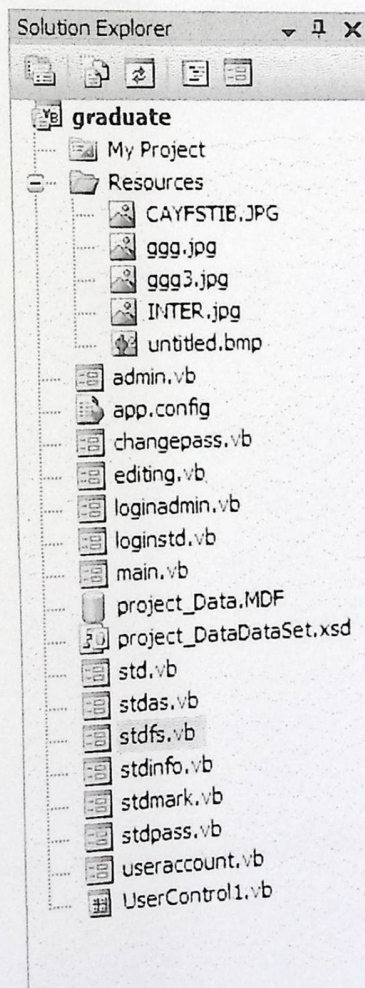 Solution Explorer
graduate
My Project
Resources
CAYFSTIB.JPG
ggg.jpg
ggg3.jpg
INTER.jpg
untitled.bmp
admin.vb
app.config
changepass.vb
editing.vb
loginadmin.vb
loginstd.vb
main.vb
project_Data.MDF
project_DataDataSet.xsd
std.vb
stdas.vb
stdfs.vb
stdinfo.vb
stdmark.vb
stdpass.vb
useraccount.vb
UserControl1.vb